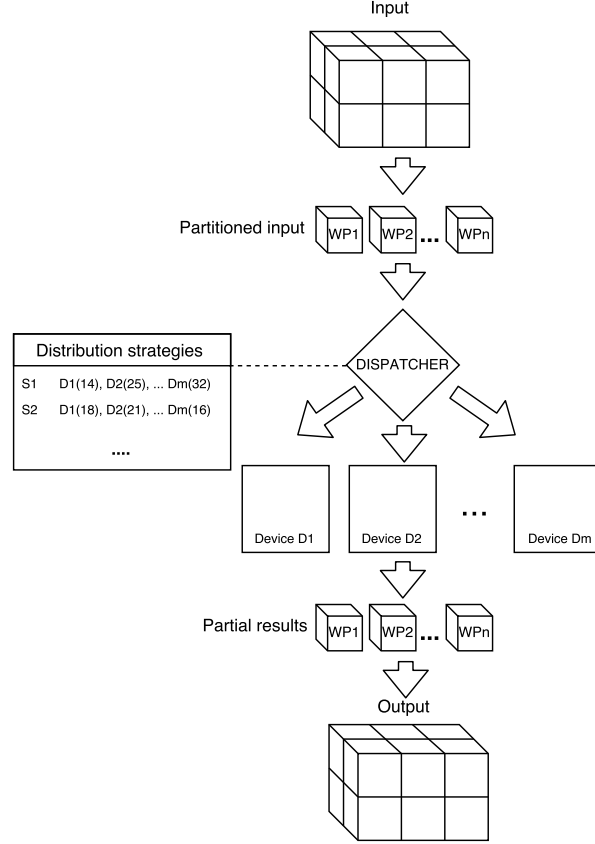 Input
Partitioned input
WP1 WP2 ... WPn
Distribution strategies
S1 D1(14), D2(25), ... Dm(32)
S2 D1(18), D2(21), ... Dm(16)
....
DISPATCHER
Device D1 Device D2 ... Device Dm
Partial results
WP1 WP2 ... WPn
Output